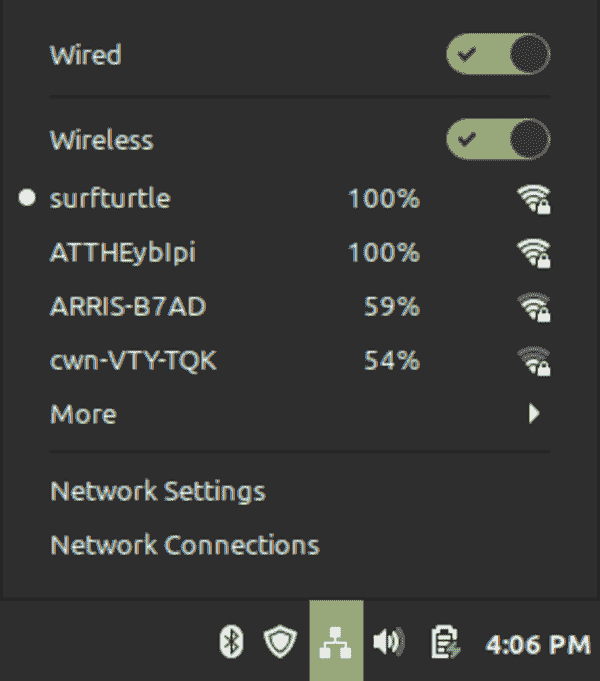 Wired
Wireless
surfturtle 100%
ATTHEybIpi 100%
ARRIS-B7AD 59%
cwn-VTY-TQK 54%
More
Network Settings
Network Connections
4:06 PM